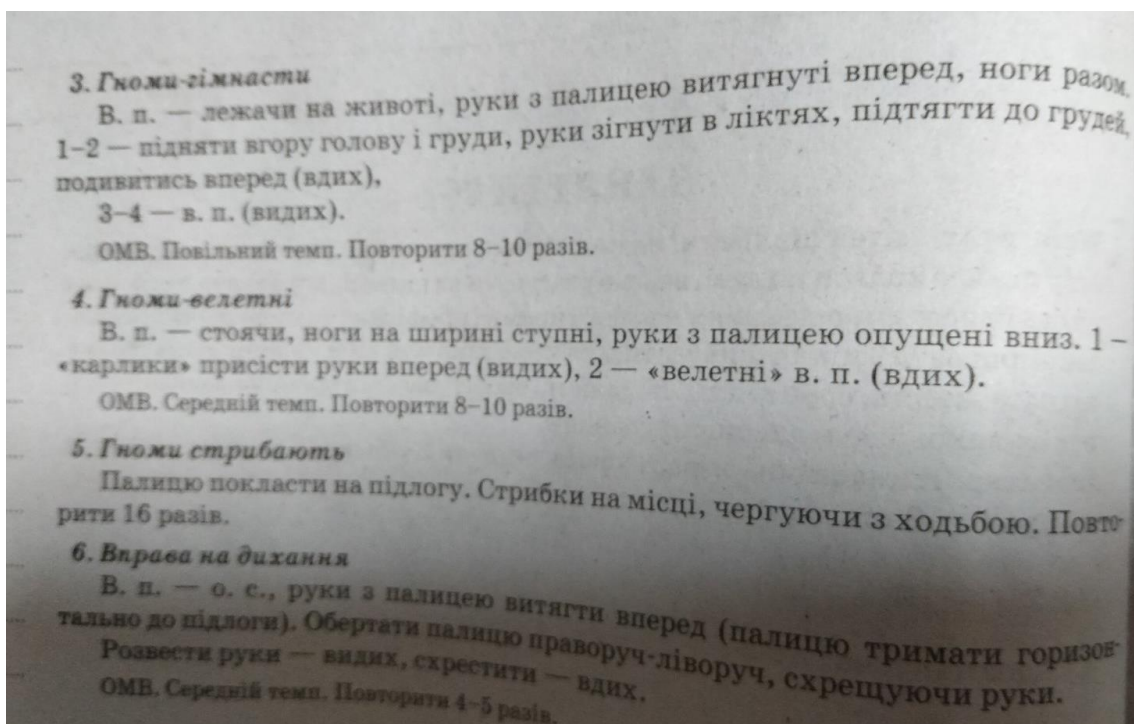 3. Гноми-гімнасти
В. п. — лежачи на животі, руки з палицею витягнуті вперед, ноги разом.
1–2 — підняти вгору голову і груди, руки зігнути в ліктях, підтягти до грудей,
подивитись вперед (вдих),
3–4 — в. п. (видих).
ОМВ. Повільний темп. Повторити 8–10 разів.
4. Гноми-велетні
В. п. — стоячи, ноги на ширині ступні, руки з палицею опущені вниз. 1 –
«карлики» присісти руки вперед (видих), 2 — «велетні» в. п. (вдих).
ОМВ. Середній темп. Повторити 8–10 разів.
5. Гноми стрибають
Палицю покласти на підлогу. Стрибки на місці, чергуючи з ходьбою. Повто-
рити 16 разів.
6. Вправа на дихання
В. п. — о. с., руки з палицею витягти вперед (палицю тримати горизон-
тально до підлоги). Обертати палицю праворуч-ліворуч, схрещуючи руки.
Розвести руки — видих, схрестити — вдих.
ОМВ. Середній темп. Повторити 4–5 разів.